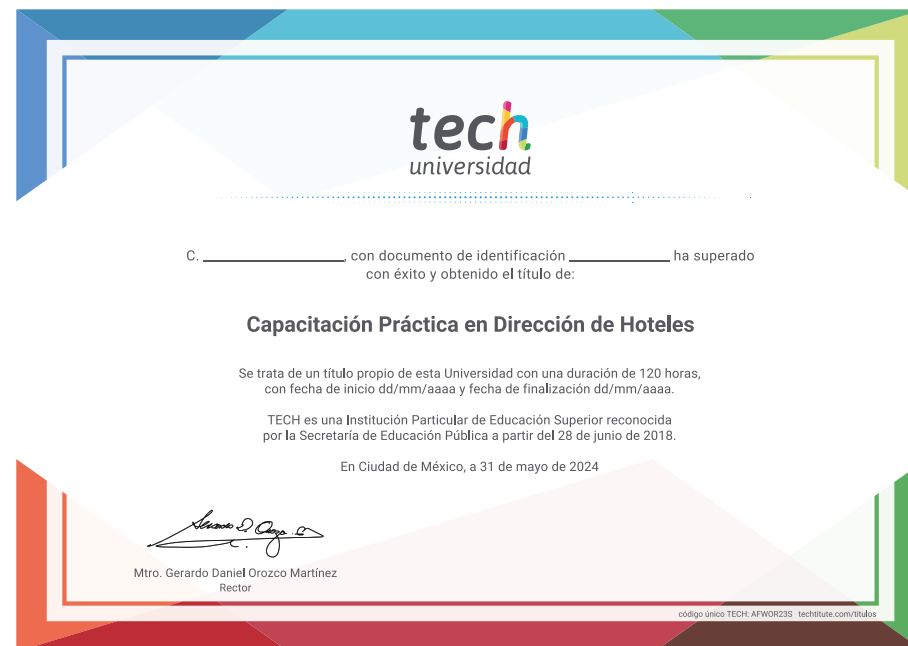 tech
universidad
C. ____________, con documento de identificación ____________ ha superado
con éxito y obtenido el título de:
Capacitación Práctica en Dirección de Hoteles
Se trata de un título propio de esta Universidad con una duración de 120 horas,
con fecha de inicio dd/mm/aaaa y fecha de finalización dd/mm/aaaa.
TECH es una Institución Particular de Educación Superior reconocida
por la Secretaría de Educación Pública a partir del 28 de junio de 2018.
En Ciudad de México, a 31 de mayo de 2024
Mtro. Gerardo Daniel Orozco Martínez
Rector
código único TECH: AFWOR23S techtitute.com/titulos